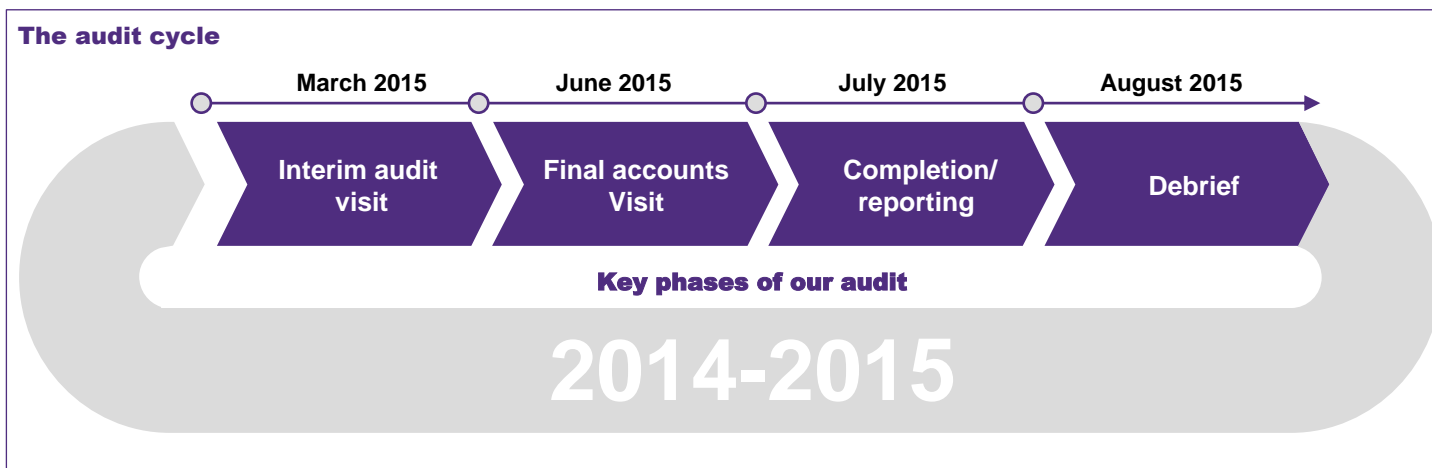 The audit cycle
March 2015 June 2015 July 2015 August 2015
Interim audit
visit
Final accounts
Visit
Completion/
reporting
Debrief
Key phases of our audit
2014-2015